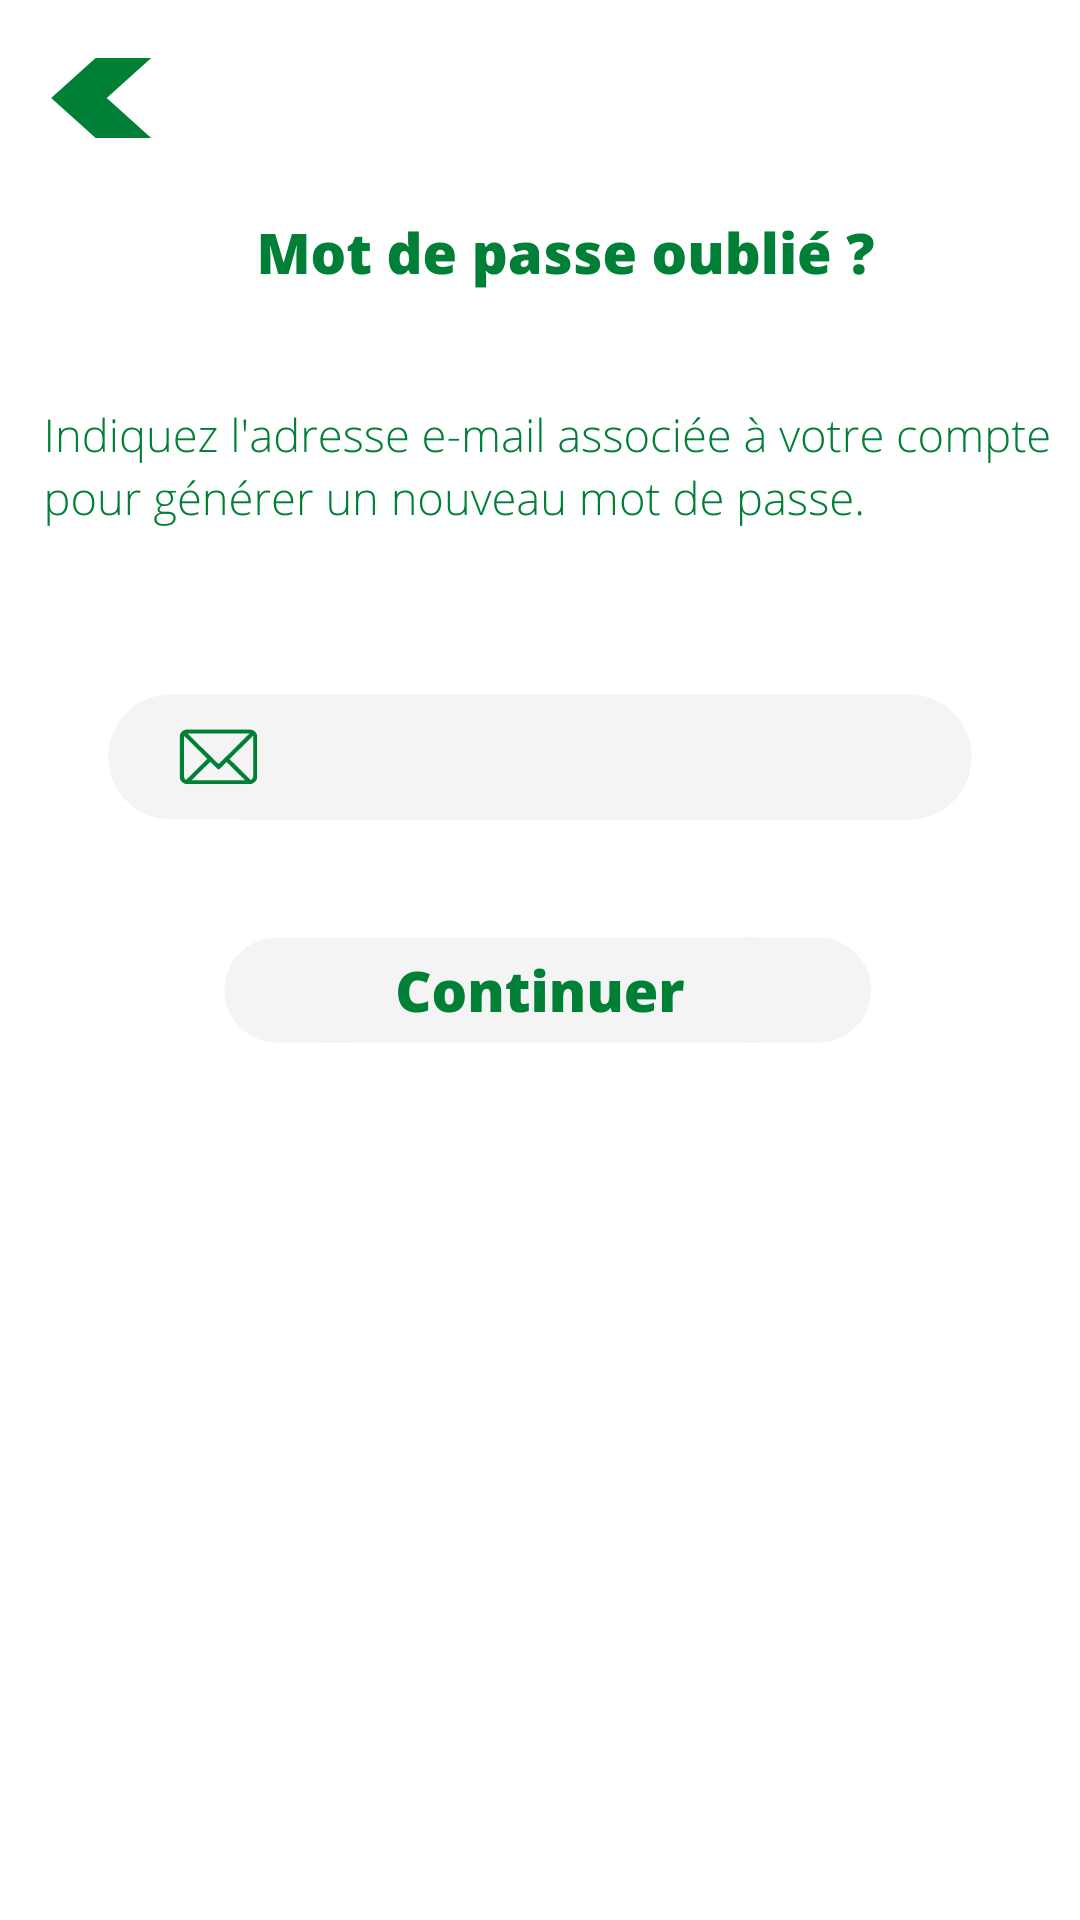 Mot de passe oublié ?
Indiquez l'adresse e-mail associée à votre compte
pour générer un nouveau mot de passe.
Continuer